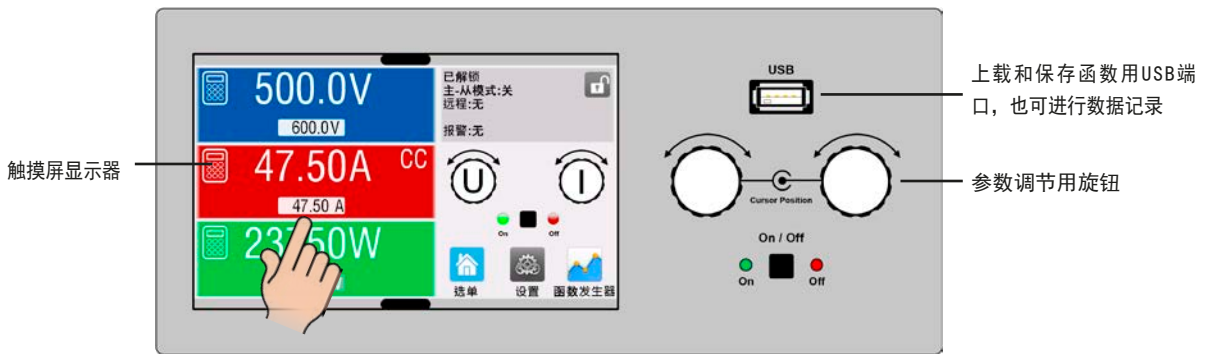 触摸屏显示器
500.0V
600.0V
47.50A CC
47.50 A
23750W
已解锁
主-从模式:关
远程:无
报警:无
U I
On Off
选单 设置 函数发生器
USB
Cursor Position
On / Off
On Off
上载和保存函数用USB端
口，也可进行数据记录
参数调节用旋钮